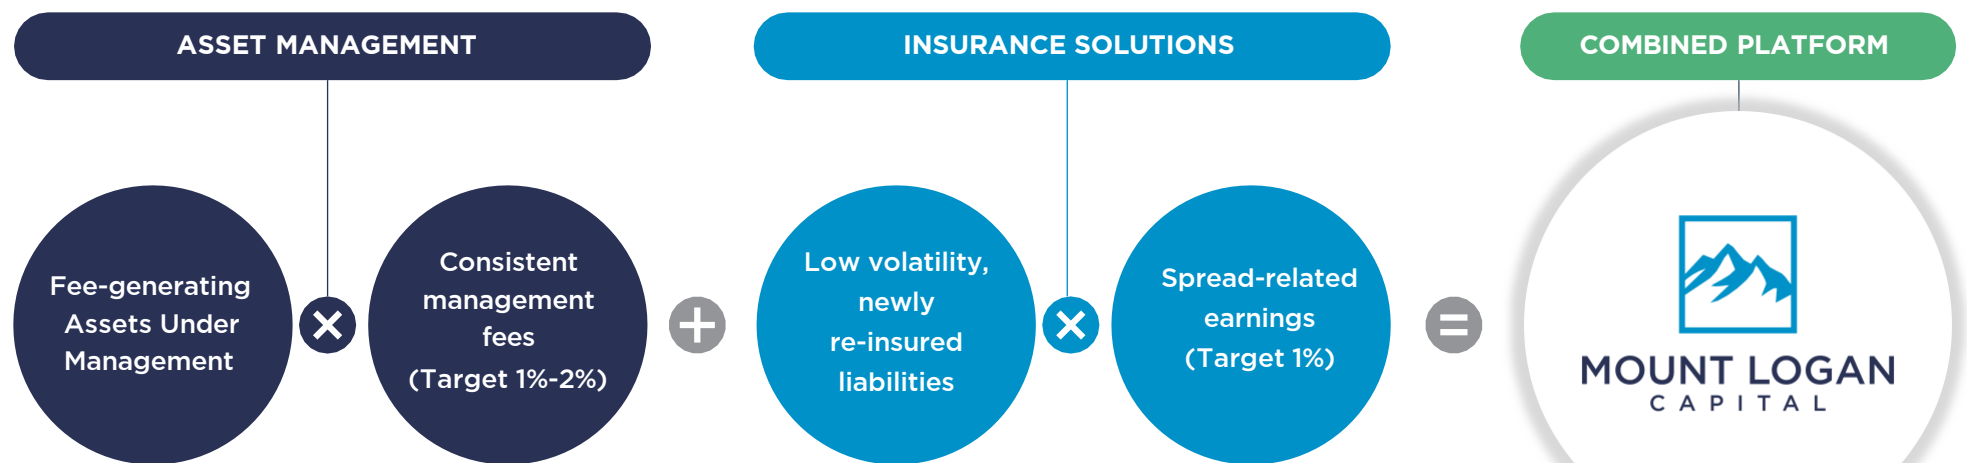 ASSET MANAGEMENT
INSURANCE SOLUTIONS
COMBINED PLATFORM
Fee-generating
Assets Under
Management
×
Consistent
management
fees
(Target 1%-2%)
+
Low volatility,
newly
re-insured
liabilities
×
Spread-related
earnings
(Target 1%)
=
MOUNT LOGAN
CAPITAL